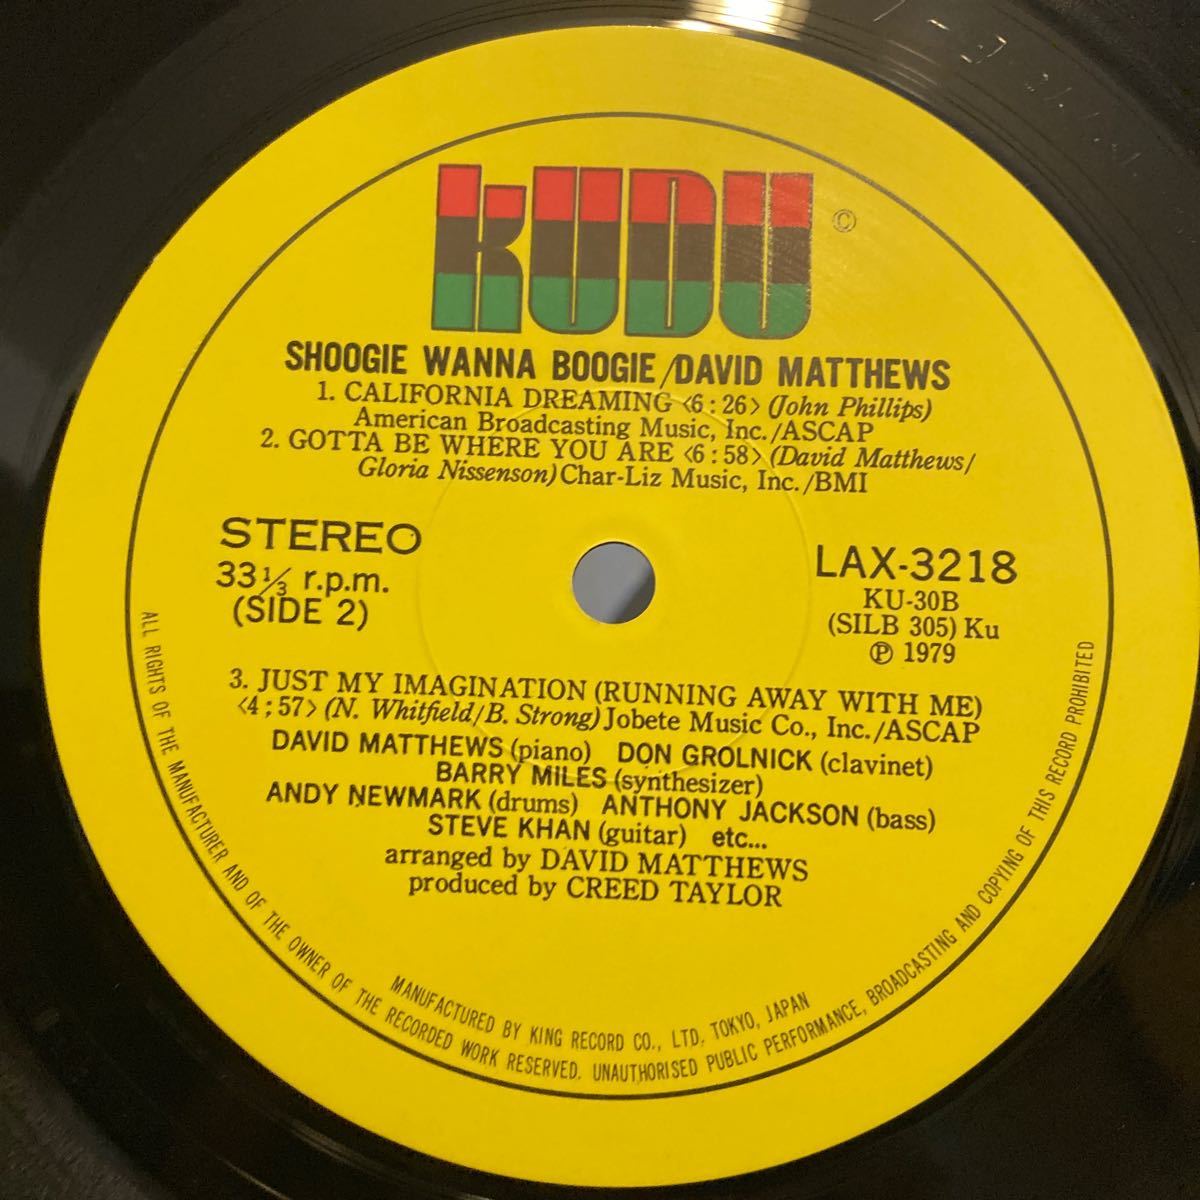 KUDU ©
SHOOGIE WANNA BOOGIE/DAVID MATTHEWS
1. CALIFORNIA DREAMING <6:26> (John Phillips)
American Broadcasting Music, Inc./ASCAP
2. GOTTA BE WHERE YOU ARE <6:58> (David Matthews/
Gloria Nissenson) Char-Liz Music, Inc./BMI
STEREO
33 1/3 r.p.m.
(SIDE 2)
LAX-3218
KU-30B
(SILB 305) Ku
℗ 1979
3. JUST MY IMAGINATION (RUNNING AWAY WITH ME)
<4:57> (N. Whitfield/B. Strong) Jobete Music Co., Inc./ASCAP
DAVID MATTHEWS (piano) DON GROLNICK (clavinet)
BARRY MILES (synthesizer)
ANDY NEWMARK (drums) ANTHONY JACKSON (bass)
STEVE KHAN (guitar) etc...
arranged by DAVID MATTHEWS
produced by CREED TAYLOR
MANUFACTURED BY KING RECORD CO., LTD, TOKYO, JAPAN
ALL RIGHTS OF THE MANUFACTURER AND OF THE OWNER OF THE RECORDED WORK RESERVED. UNAUTHORISED PUBLIC PERFORMANCE, BROADCASTING AND COPYING OF THIS RECORD PROHIBITED